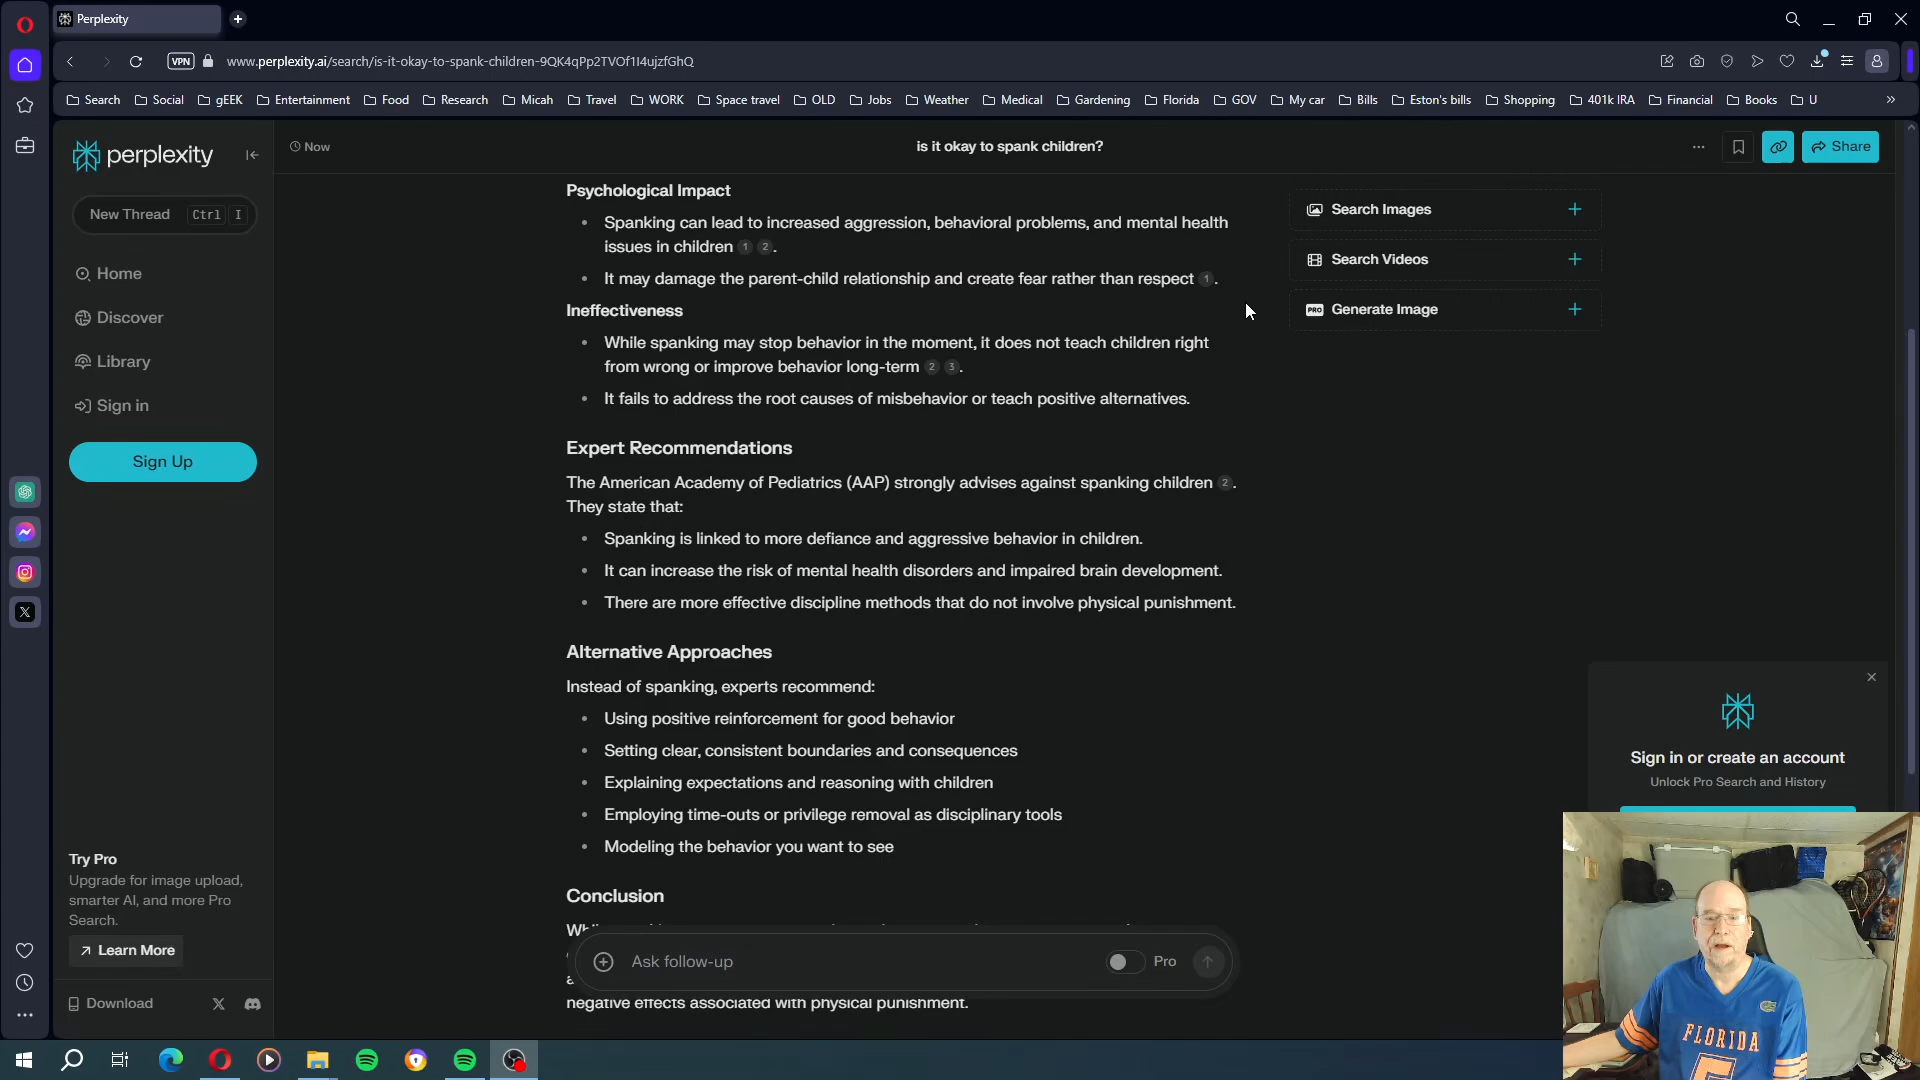 Perplexity
VPN
www.perplexity.ai/search/is-it-okay-to-spank-children-9QK4qPp2TVOf1I4ujzfGhQ
Search
Social
gEEK
Entertainment
Food
Research
Micah
Travel
WORK
Space travel
OLD
Jobs
Weather
Medical
Gardening
Florida
GOV
My car
Bills
Eston's bills
Shopping
401k IRA
Financial
Books
U
perplexity
New Thread
Ctrl I
Home
Discover
Library
Sign in
Sign Up
Try Pro
Upgrade for image upload,
smarter AI, and more Pro
Search.
Learn More
Download
Now
is it okay to spank children?
Share
Psychological Impact
Spanking can lead to increased aggression, behavioral problems, and mental health
issues in children 1 2.
It may damage the parent-child relationship and create fear rather than respect 1.
Ineffectiveness
While spanking may stop behavior in the moment, it does not teach children right
from wrong or improve behavior long-term 2 3.
It fails to address the root causes of misbehavior or teach positive alternatives.
Expert Recommendations
The American Academy of Pediatrics (AAP) strongly advises against spanking children 2.
They state that:
Spanking is linked to more defiance and aggressive behavior in children.
It can increase the risk of mental health disorders and impaired brain development.
There are more effective discipline methods that do not involve physical punishment.
Alternative Approaches
Instead of spanking, experts recommend:
Using positive reinforcement for good behavior
Setting clear, consistent boundaries and consequences
Explaining expectations and reasoning with children
Employing time-outs or privilege removal as disciplinary tools
Modeling the behavior you want to see
Conclusion
Ask follow-up
Pro
negative effects associated with physical punishment.
Search Images
Search Videos
PRO Generate Image
Sign in or create an account
Unlock Pro Search and History
FLORIDA